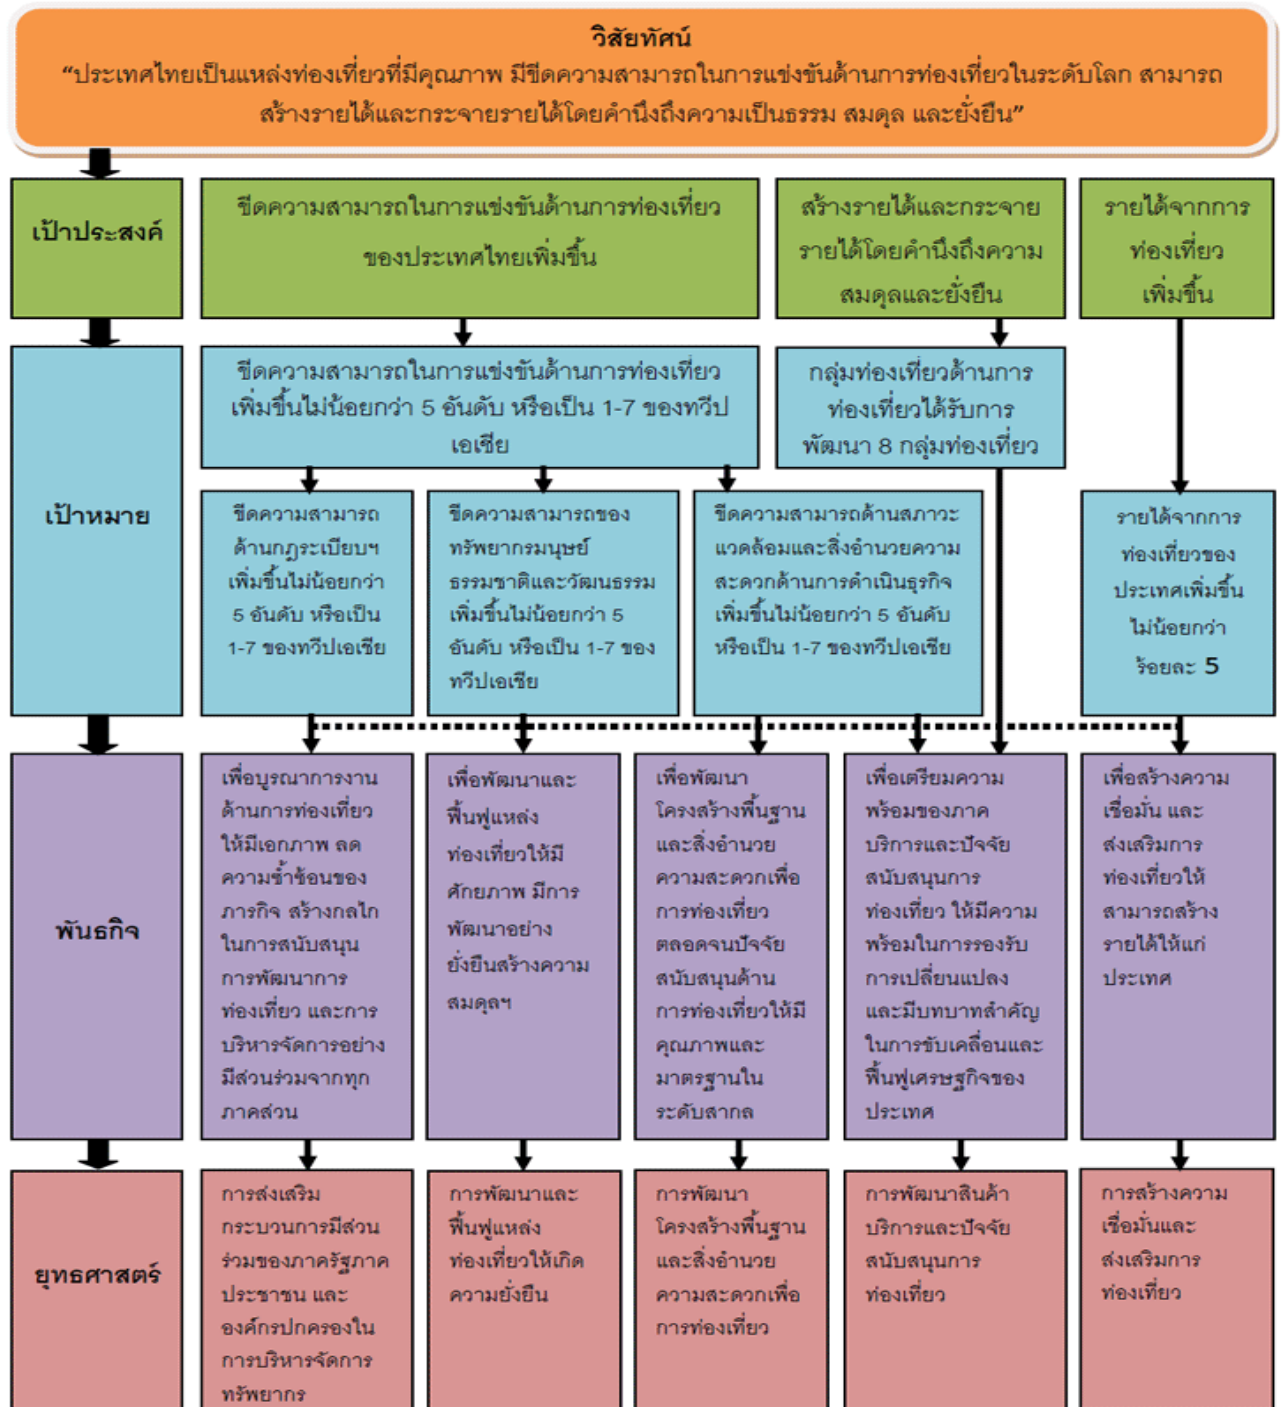 วิสัยทัศน์
“ประเทศไทยเป็นแหล่งท่องเที่ยวที่มีคุณภาพ มีขีดความสามารถในการแข่งขันด้านการท่องเที่ยวในระดับโลก สามารถ
สร้างรายได้และกระจายรายได้โดยคำนึงถึงความเป็นธรรม สมดุล และยั่งยืน”
เป้าประสงค์
ขีดความสามารถในการแข่งขันด้านการท่องเที่ยว
ของประเทศไทยเพิ่มขึ้น
สร้างรายได้และกระจาย
รายได้โดยคำนึงถึงความ
สมดุลและยั่งยืน
รายได้จากการ
ท่องเที่ยว
เพิ่มขึ้น
เป้าหมาย
ขีดความสามารถในการแข่งขันด้านการท่องเที่ยว
เพิ่มขึ้นไม่น้อยกว่า 5 อันดับ หรือเป็น 1-7 ของทวีป
เอเชีย
กลุ่มท่องเที่ยวด้านการ
ท่องเที่ยวได้รับการ
พัฒนา 8 กลุ่มท่องเที่ยว
ขีดความสามารถ
ด้านกฎระเบียบฯ
เพิ่มขึ้นไม่น้อยกว่า
5 อันดับ หรือเป็น
1-7 ของทวีปเอเชีย
ขีดความสามารถของ
ทรัพยากรมนุษย์
ธรรมชาติและวัฒนธรรม
เพิ่มขึ้นไม่น้อยกว่า 5
อันดับ หรือเป็น 1-7 ของ
ทวีปเอเชีย
ขีดความสามารถด้านสภาวะ
แวดล้อมและสิ่งอำนวยความ
สะดวกด้านการดำเนินธุรกิจ
เพิ่มขึ้นไม่น้อยกว่า 5 อันดับ
หรือเป็น 1-7 ของทวีปเอเชีย
รายได้จากการ
ท่องเที่ยวของ
ประเทศเพิ่มขึ้น
ไม่น้อยกว่า
ร้อยละ 5
พันธกิจ
เพื่อบูรณาการงาน
ด้านการท่องเที่ยว
ให้มีเอกภาพ ลด
ความซ้ำซ้อนของ
ภารกิจ สร้างกลไก
ในการสนับสนุน
การพัฒนาการ
ท่องเที่ยว และการ
บริหารจัดการอย่าง
มีส่วนร่วมจากทุก
ภาคส่วน
เพื่อพัฒนาและ
ฟื้นฟูแหล่ง
ท่องเที่ยวให้มี
ศักยภาพ มีการ
พัฒนาอย่าง
ยั่งยืนสร้างความ
สมดุลฯ
เพื่อพัฒนา
โครงสร้างพื้นฐาน
และสิ่งอำนวย
ความสะดวกเพื่อ
การท่องเที่ยว
ตลอดจนปัจจัย
สนับสนุนด้าน
การท่องเที่ยวให้มี
คุณภาพและ
มาตรฐานใน
ระดับสากล
เพื่อเตรียมความ
พร้อมของภาค
บริการและปัจจัย
สนับสนุนการ
ท่องเที่ยว ให้มีความ
พร้อมในการรองรับ
การเปลี่ยนแปลง
และมีบทบาทสำคัญ
ในการขับเคลื่อนและ
ฟื้นฟูเศรษฐกิจของ
ประเทศ
เพื่อสร้างความ
เชื่อมั่น และ
ส่งเสริมการ
ท่องเที่ยวให้
สามารถสร้าง
รายได้ให้แก่
ประเทศ
ยุทธศาสตร์
การส่งเสริม
กระบวนการมีส่วน
ร่วมของภาครัฐภาค
ประชาชน และ
องค์กรปกครองใน
การบริหารจัดการ
ทรัพยากร
การพัฒนาและ
ฟื้นฟูแหล่ง
ท่องเที่ยวให้เกิด
ความยั่งยืน
การพัฒนา
โครงสร้างพื้นฐาน
และสิ่งอำนวย
ความสะดวกเพื่อ
การท่องเที่ยว
การพัฒนาสินค้า
บริการและปัจจัย
สนับสนุนการ
ท่องเที่ยว
การสร้างความ
เชื่อมั่นและ
ส่งเสริมการ
ท่องเที่ยว